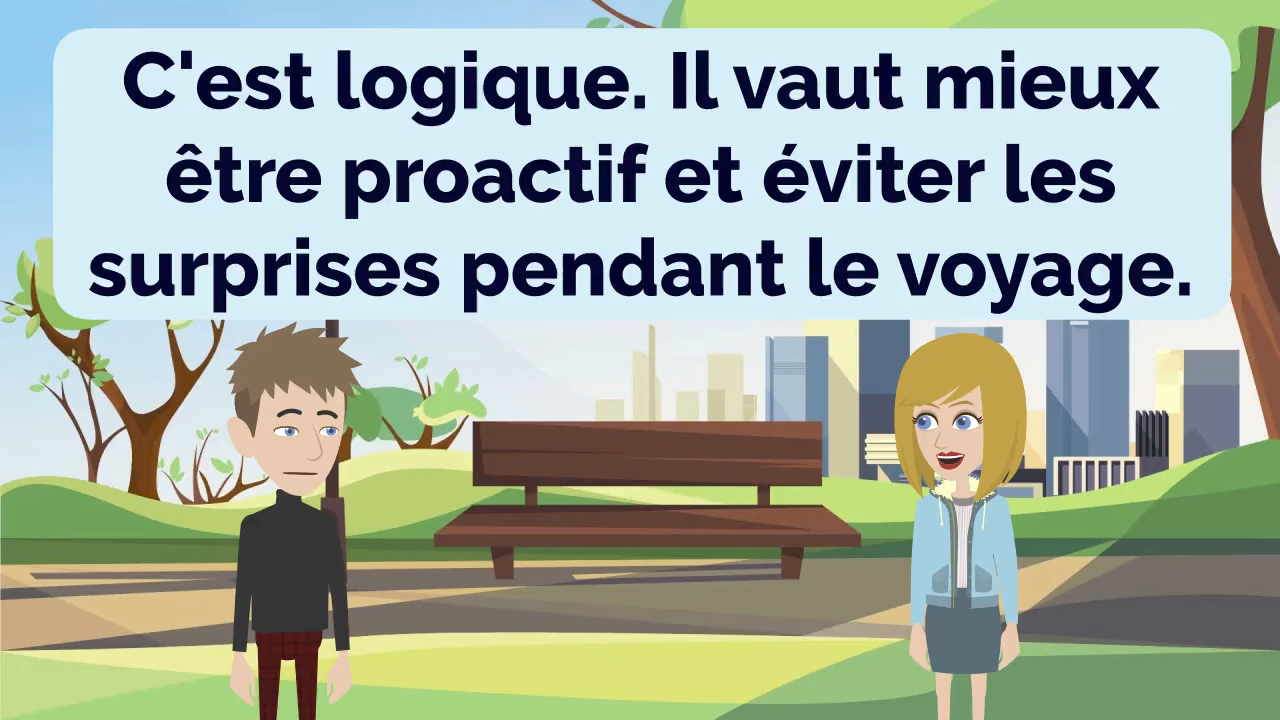 C'est logique. Il vaut mieux
être proactif et éviter les
surprises pendant le voyage.